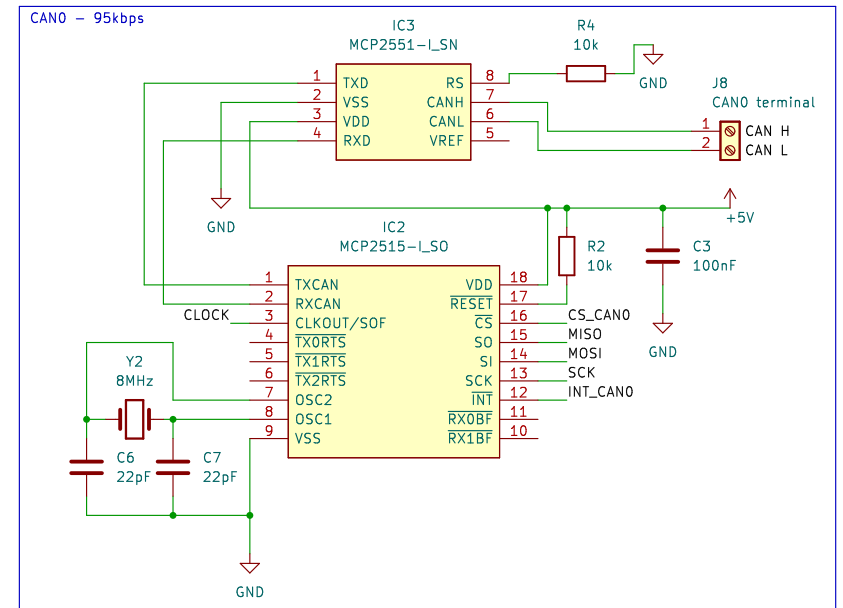 CAN0 - 95kbps
IC3
MCP2551-I_SN
1 TXD
2 VSS
3 VDD
4 RXD
RS 8
CANH 7
CANL 6
VREF 5
R4
10k
GND
J8
CAN0 terminal
1 CAN H
2 CAN L
GND
+5V
IC2
MCP2515-I_SO
1 TXCAN
2 RXCAN
CLOCK 3 CLKOUT/SOF
4 TX0RTS
5 TX1RTS
6 TX2RTS
7 OSC2
8 OSC1
9 VSS
VDD 18
RESET 17
CS 16 CS_CAN0
SO 15 MISO
SI 14 MOSI
SCK 13 SCK
INT 12 INT_CAN0
RX0BF 11
RX1BF 10
R2
10k
C3
100nF
GND
Y2
8MHz
C6
22pF
C7
22pF
GND